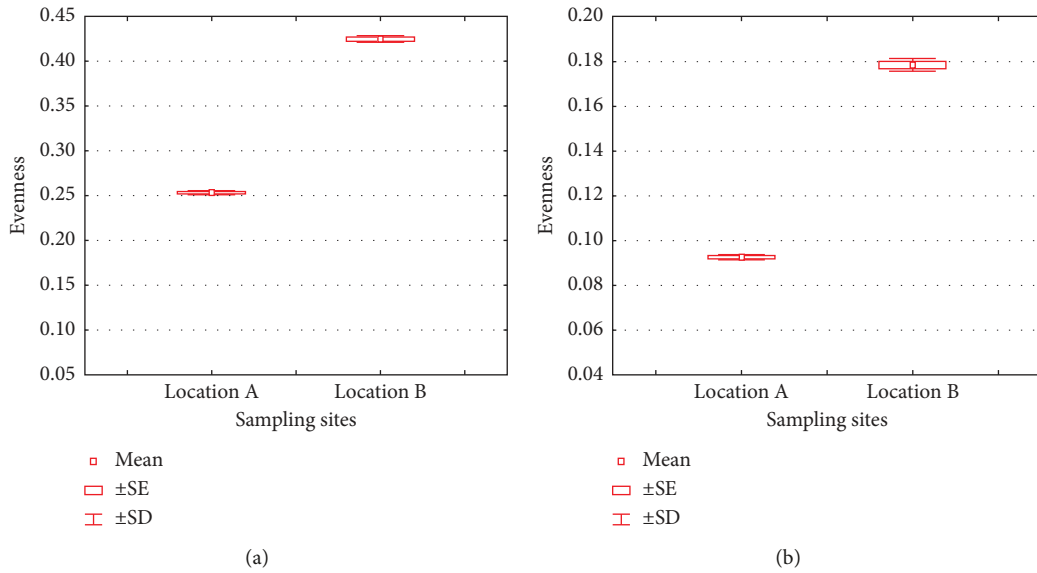 0.45
0.40
0.35
0.30
0.25
0.20
0.15
0.10
0.05
Evenness
Location A Location B
Sampling sites
Mean
±SE
±SD
(a)
0.20
0.18
0.16
0.14
0.12
0.10
0.08
0.06
0.04
Evenness
Location A Location B
Sampling sites
Mean
±SE
±SD
(b)